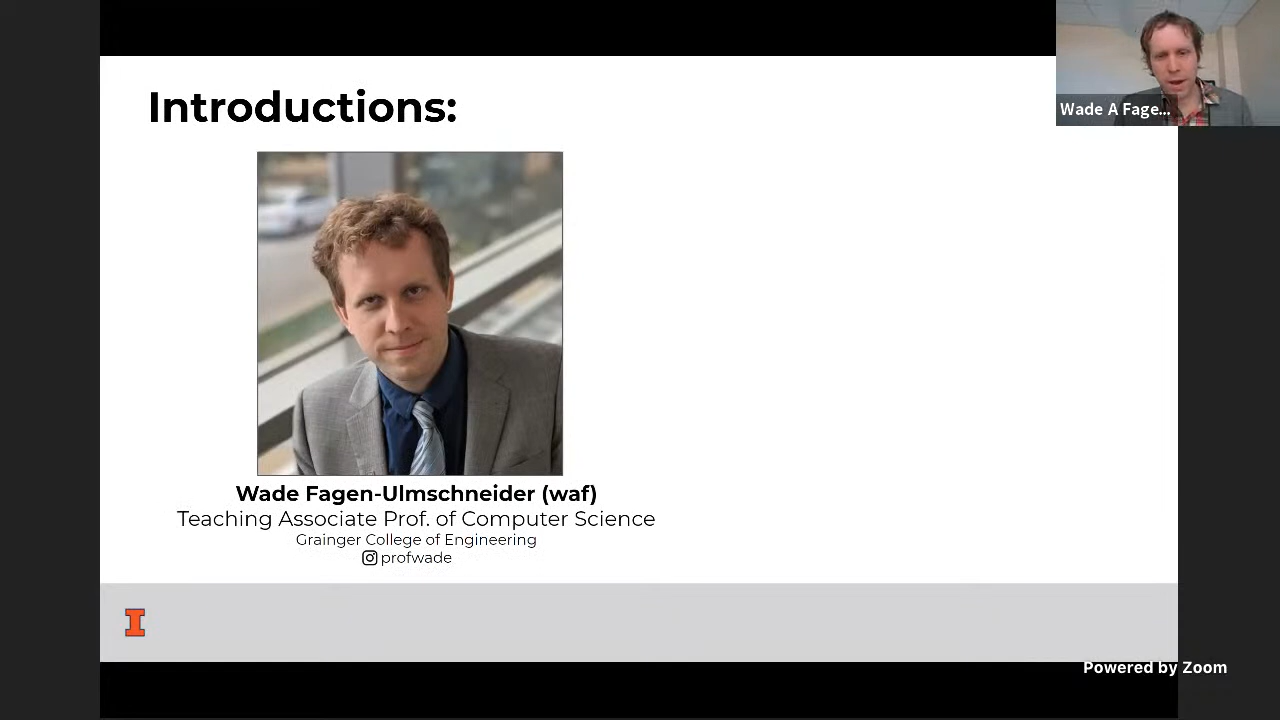 Introductions:
Wade A Fage...
Wade Fagen-Ulmschneider (waf)
Teaching Associate Prof. of Computer Science
Grainger College of Engineering
profwade
I
Powered by Zoom